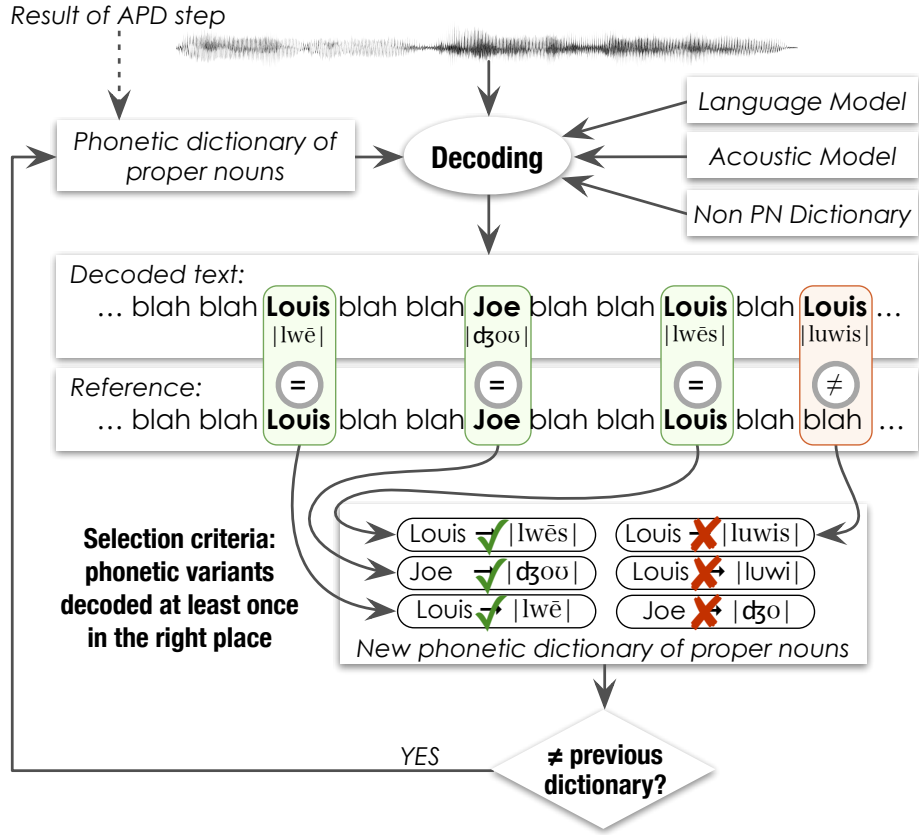 Result of APD step
Language Model
Phonetic dictionary of
proper nouns
Decoding
Acoustic Model
Non PN Dictionary
Decoded text:
... blah blah Louis blah blah Joe blah blah Louis blah Louis ...
|lwē| |ʤoʊ| |lwēs| |luwis|
= = = ≠
Reference:
... blah blah Louis blah blah Joe blah blah Louis blah blah ...
Selection criteria:
phonetic variants
decoded at least once
in the right place
Louis → |lwēs| Louis → |luwis|
Joe → |ʤoʊ| Louis → |luwi|
Louis → |lwē| Joe → |ʤo|
New phonetic dictionary of proper nouns
YES
≠ previous
dictionary?